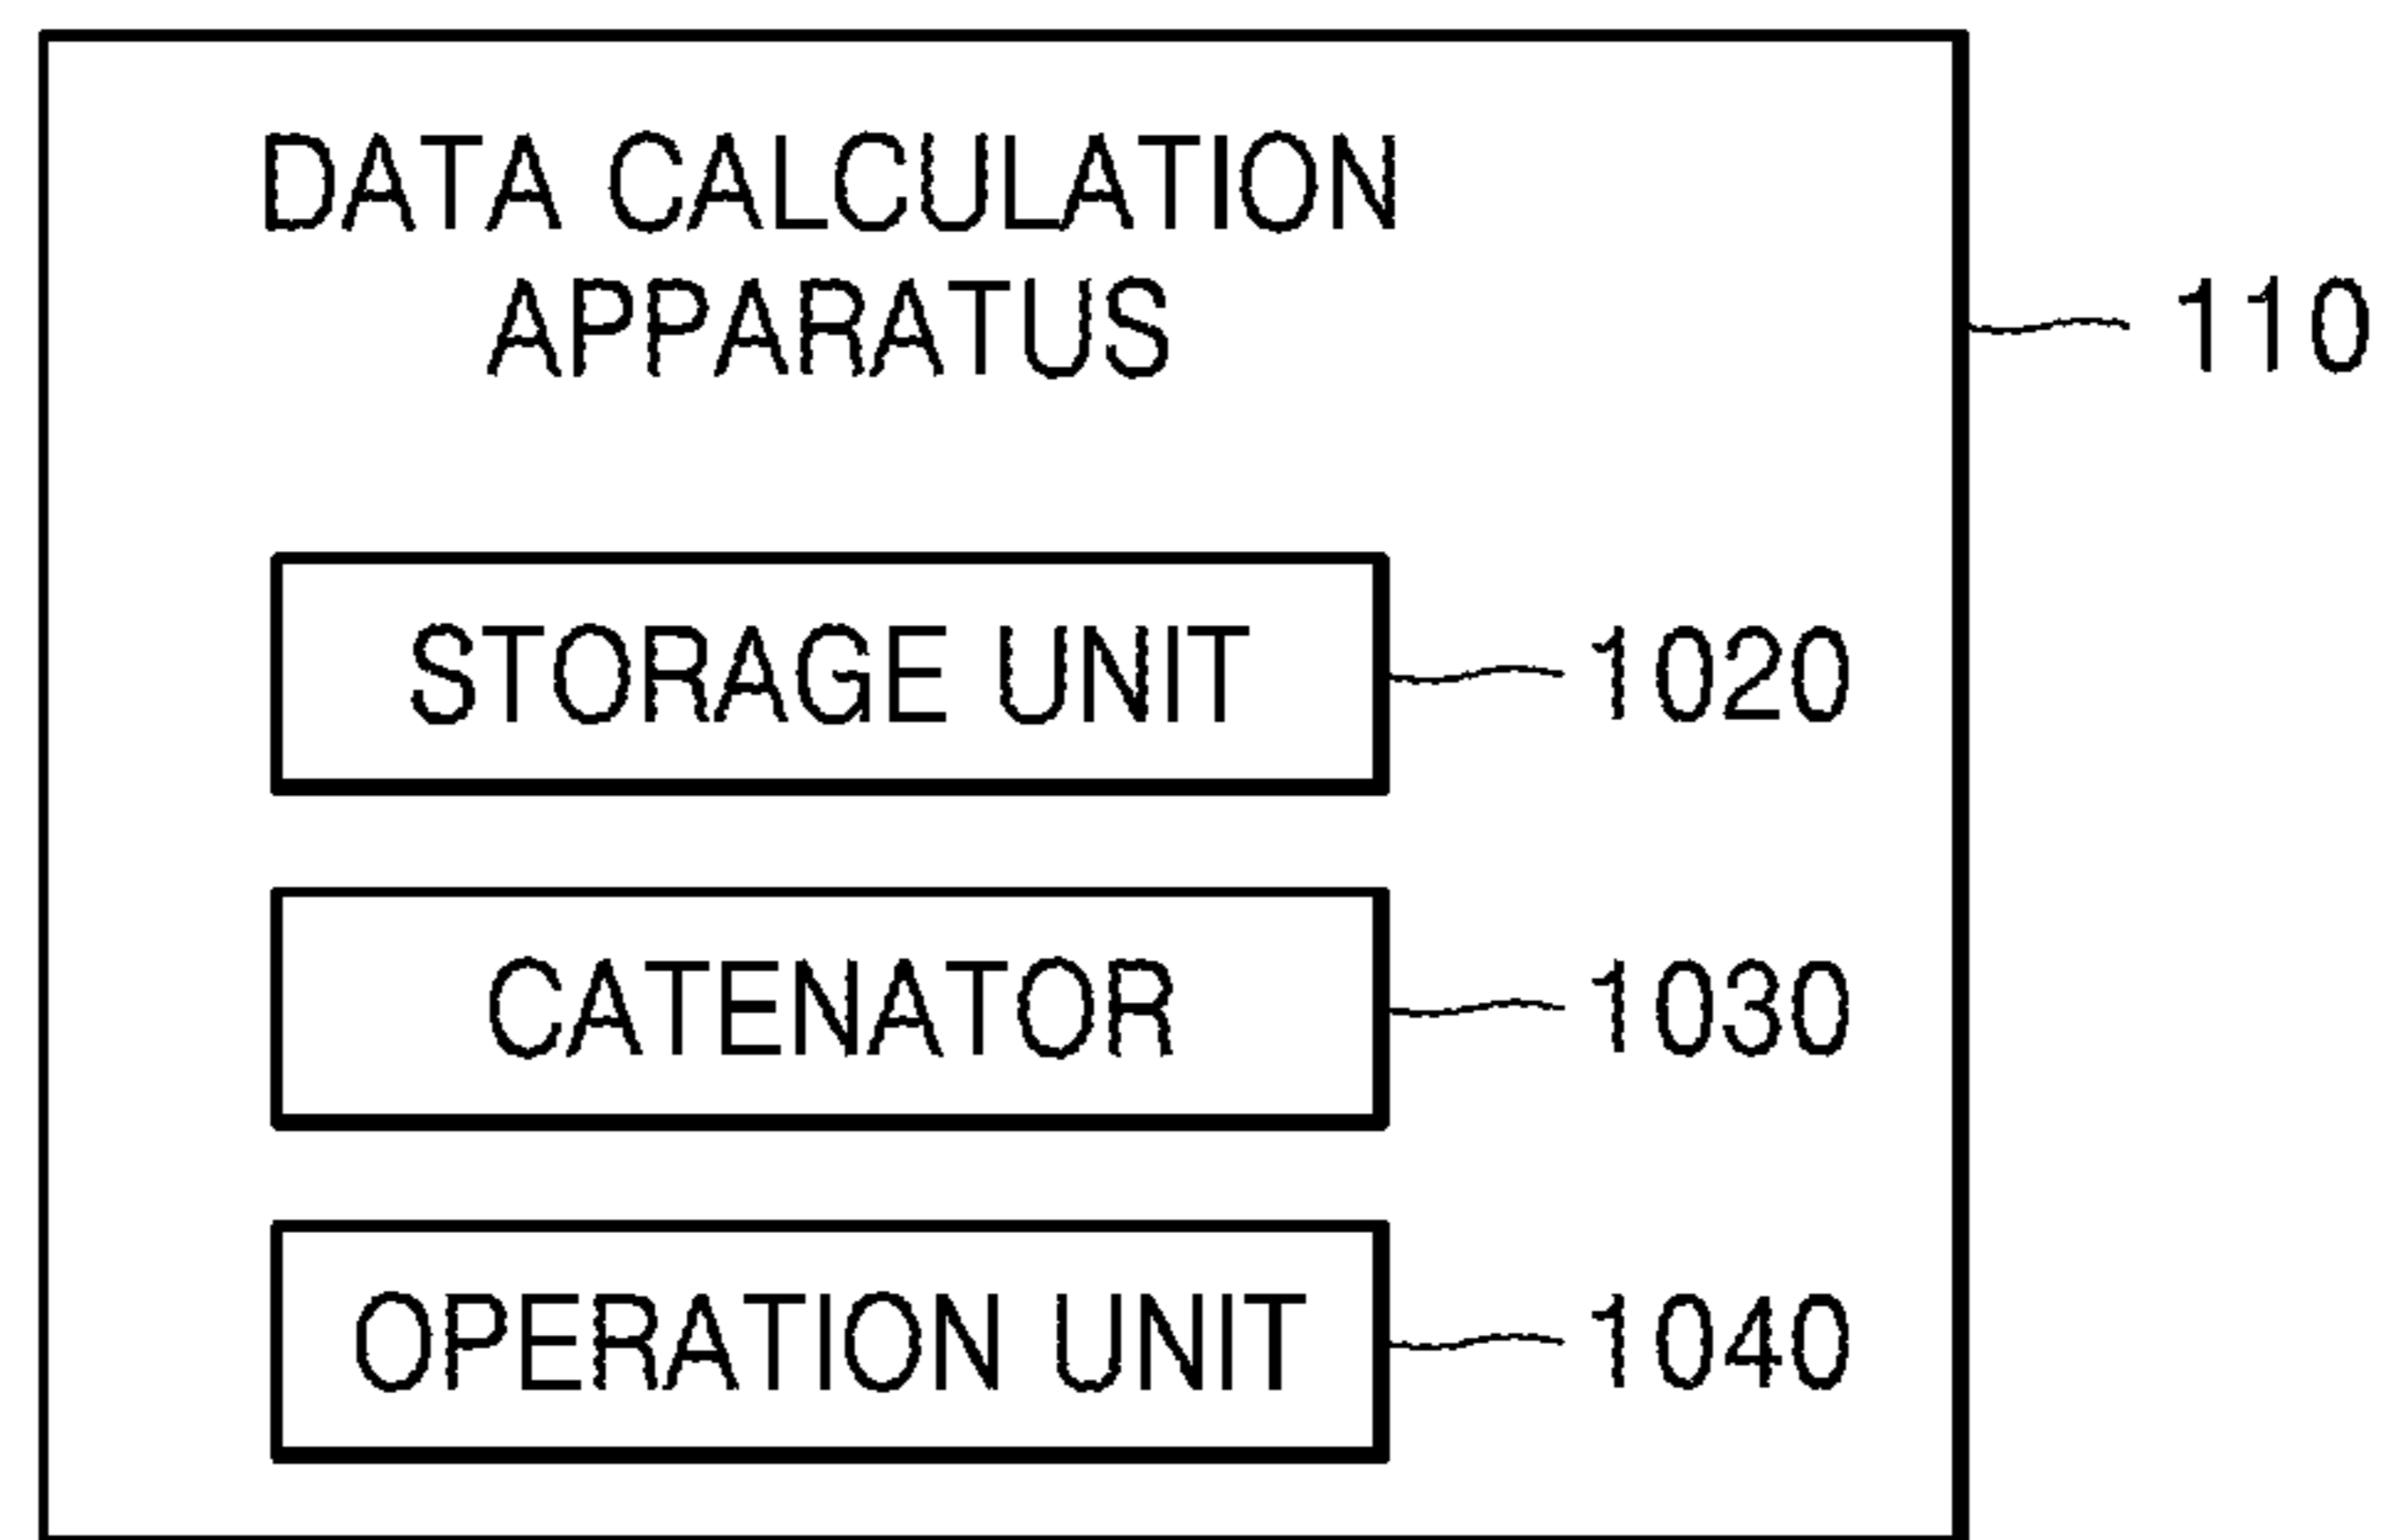 DATA CALCULATION
APPARATUS
110
STORAGE UNIT 1020
CATENATOR 1030
OPERATION UNIT 1040